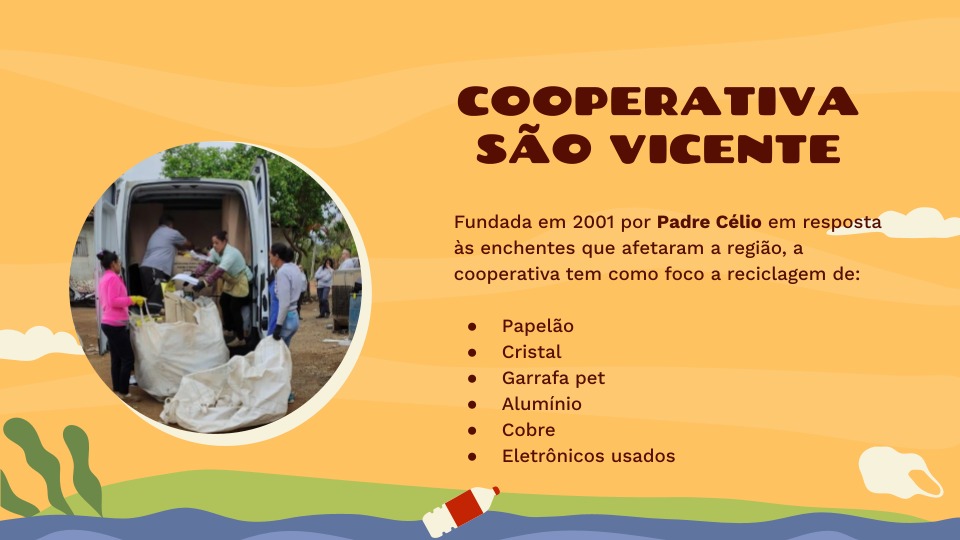 COOPERATIVA
SÃO VICENTE
Fundada em 2001 por Padre Célio em resposta
às enchentes que afetaram a região, a
cooperativa tem como foco a reciclagem de:
● Papelão
● Cristal
● Garrafa pet
● Alumínio
● Cobre
● Eletrônicos usados